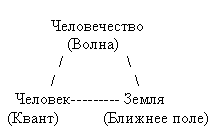 Человечество
(Волна)
Человек--------- Земля
(Квант) (Ближнее поле)